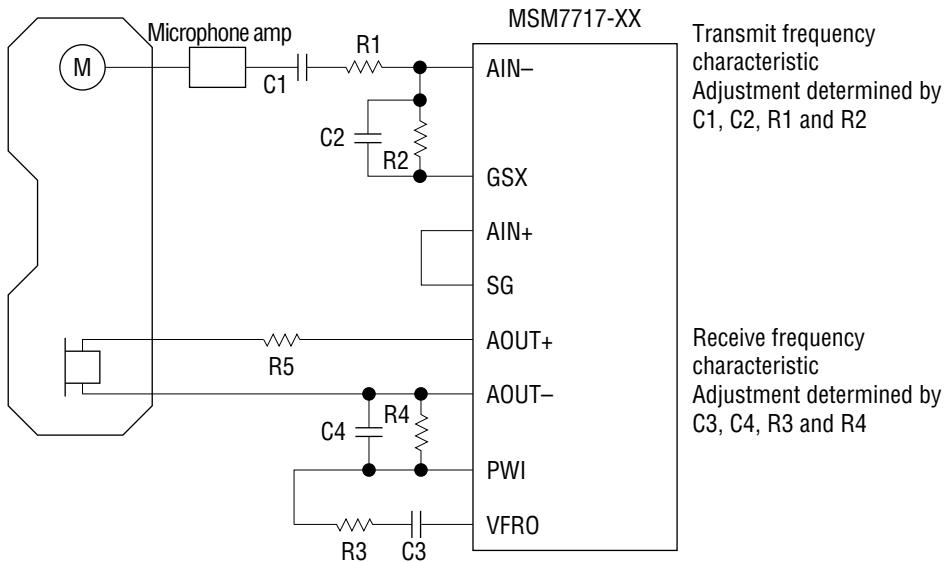 MSM7717-XX
Microphone amp
M
C1
R1
C2
R2
AIN–
GSX
AIN+
SG
AOUT+
AOUT–
PWI
VFRO
R5
C4
R4
R3
C3
Transmit frequency
characteristic
Adjustment determined by
C1, C2, R1 and R2
Receive frequency
characteristic
Adjustment determined by
C3, C4, R3 and R4